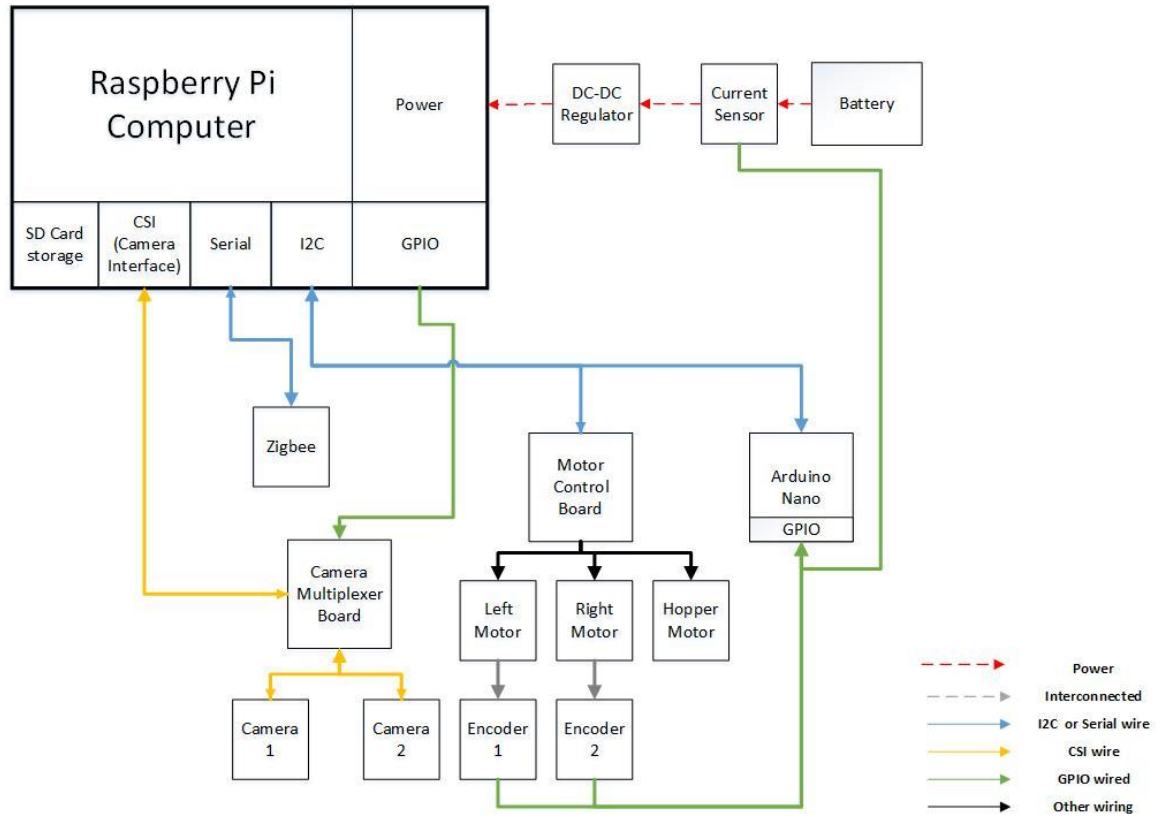 Raspberry Pi
Computer
Power
DC-DC
Regulator
Current
Sensor
Battery
SD Card
storage
CSI
(Camera
Interface)
Serial
I2C
GPIO
Zigbee
Motor
Control
Board
Arduino
Nano
GPIO
Camera
Multiplexer
Board
Left
Motor
Right
Motor
Hopper
Motor
Camera
1
Camera
2
Encoder
1
Encoder
2
Power
Interconnected
I2C or Serial wire
CSI wire
GPIO wired
Other wiring